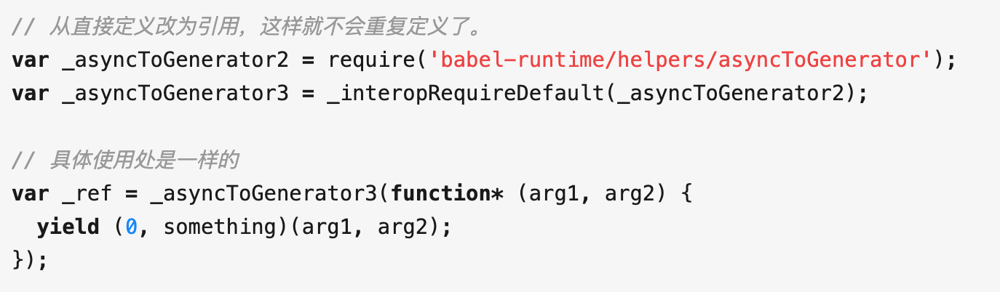 // 从直接定义改为引用，这样就不会重复定义了。
var _asyncToGenerator2 = require('babel-runtime/helpers/asyncToGenerator');
var _asyncToGenerator3 = _interopRequireDefault(_asyncToGenerator2);
// 具体使用处是一样的
var _ref = _asyncToGenerator3(function* (arg1, arg2) {
  yield (0, something)(arg1, arg2);
});